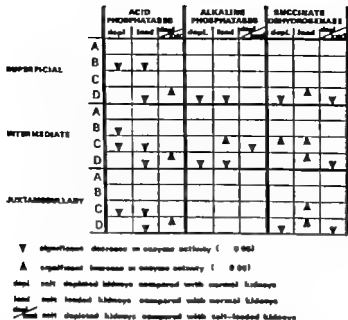 ACID PHOSPHATASES ALKALINE PHOSPHATASES SUCCINATE DEHYDROGENASE
depl. load depl. load depl. load
SUPERFICIAL
A
B
C
D
INTERMEDIATE
A
B
C
D
JUXTAMEDULLARY
A
B
C
D
▼ significant decrease in enzyme activity (
▲ significant increase in enzyme activity (
depl. salt depleted kidneys compared with normal kidneys
load salt loaded kidneys compared with normal kidneys
salt depleted kidneys compared with salt-loaded kidneys